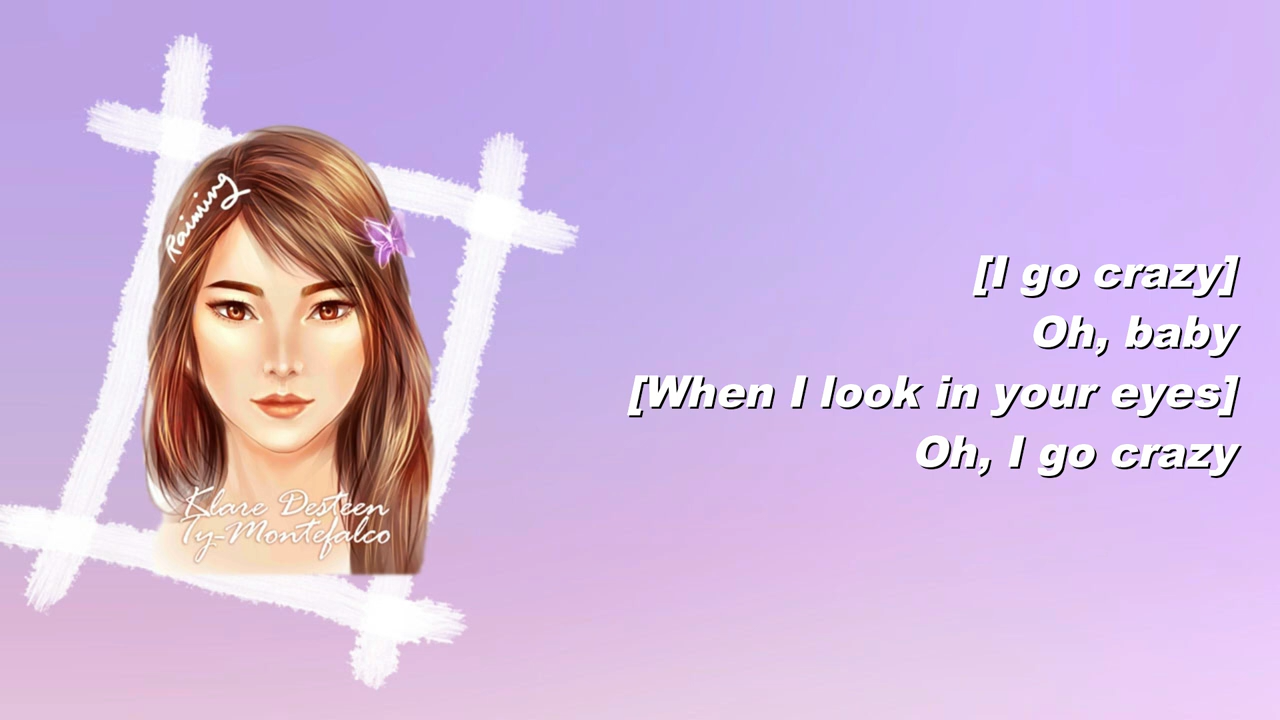 Raining
Klare Desteen
Ty-Montefalco
[I go crazy]
Oh, baby
[When I look in your eyes]
Oh, I go crazy